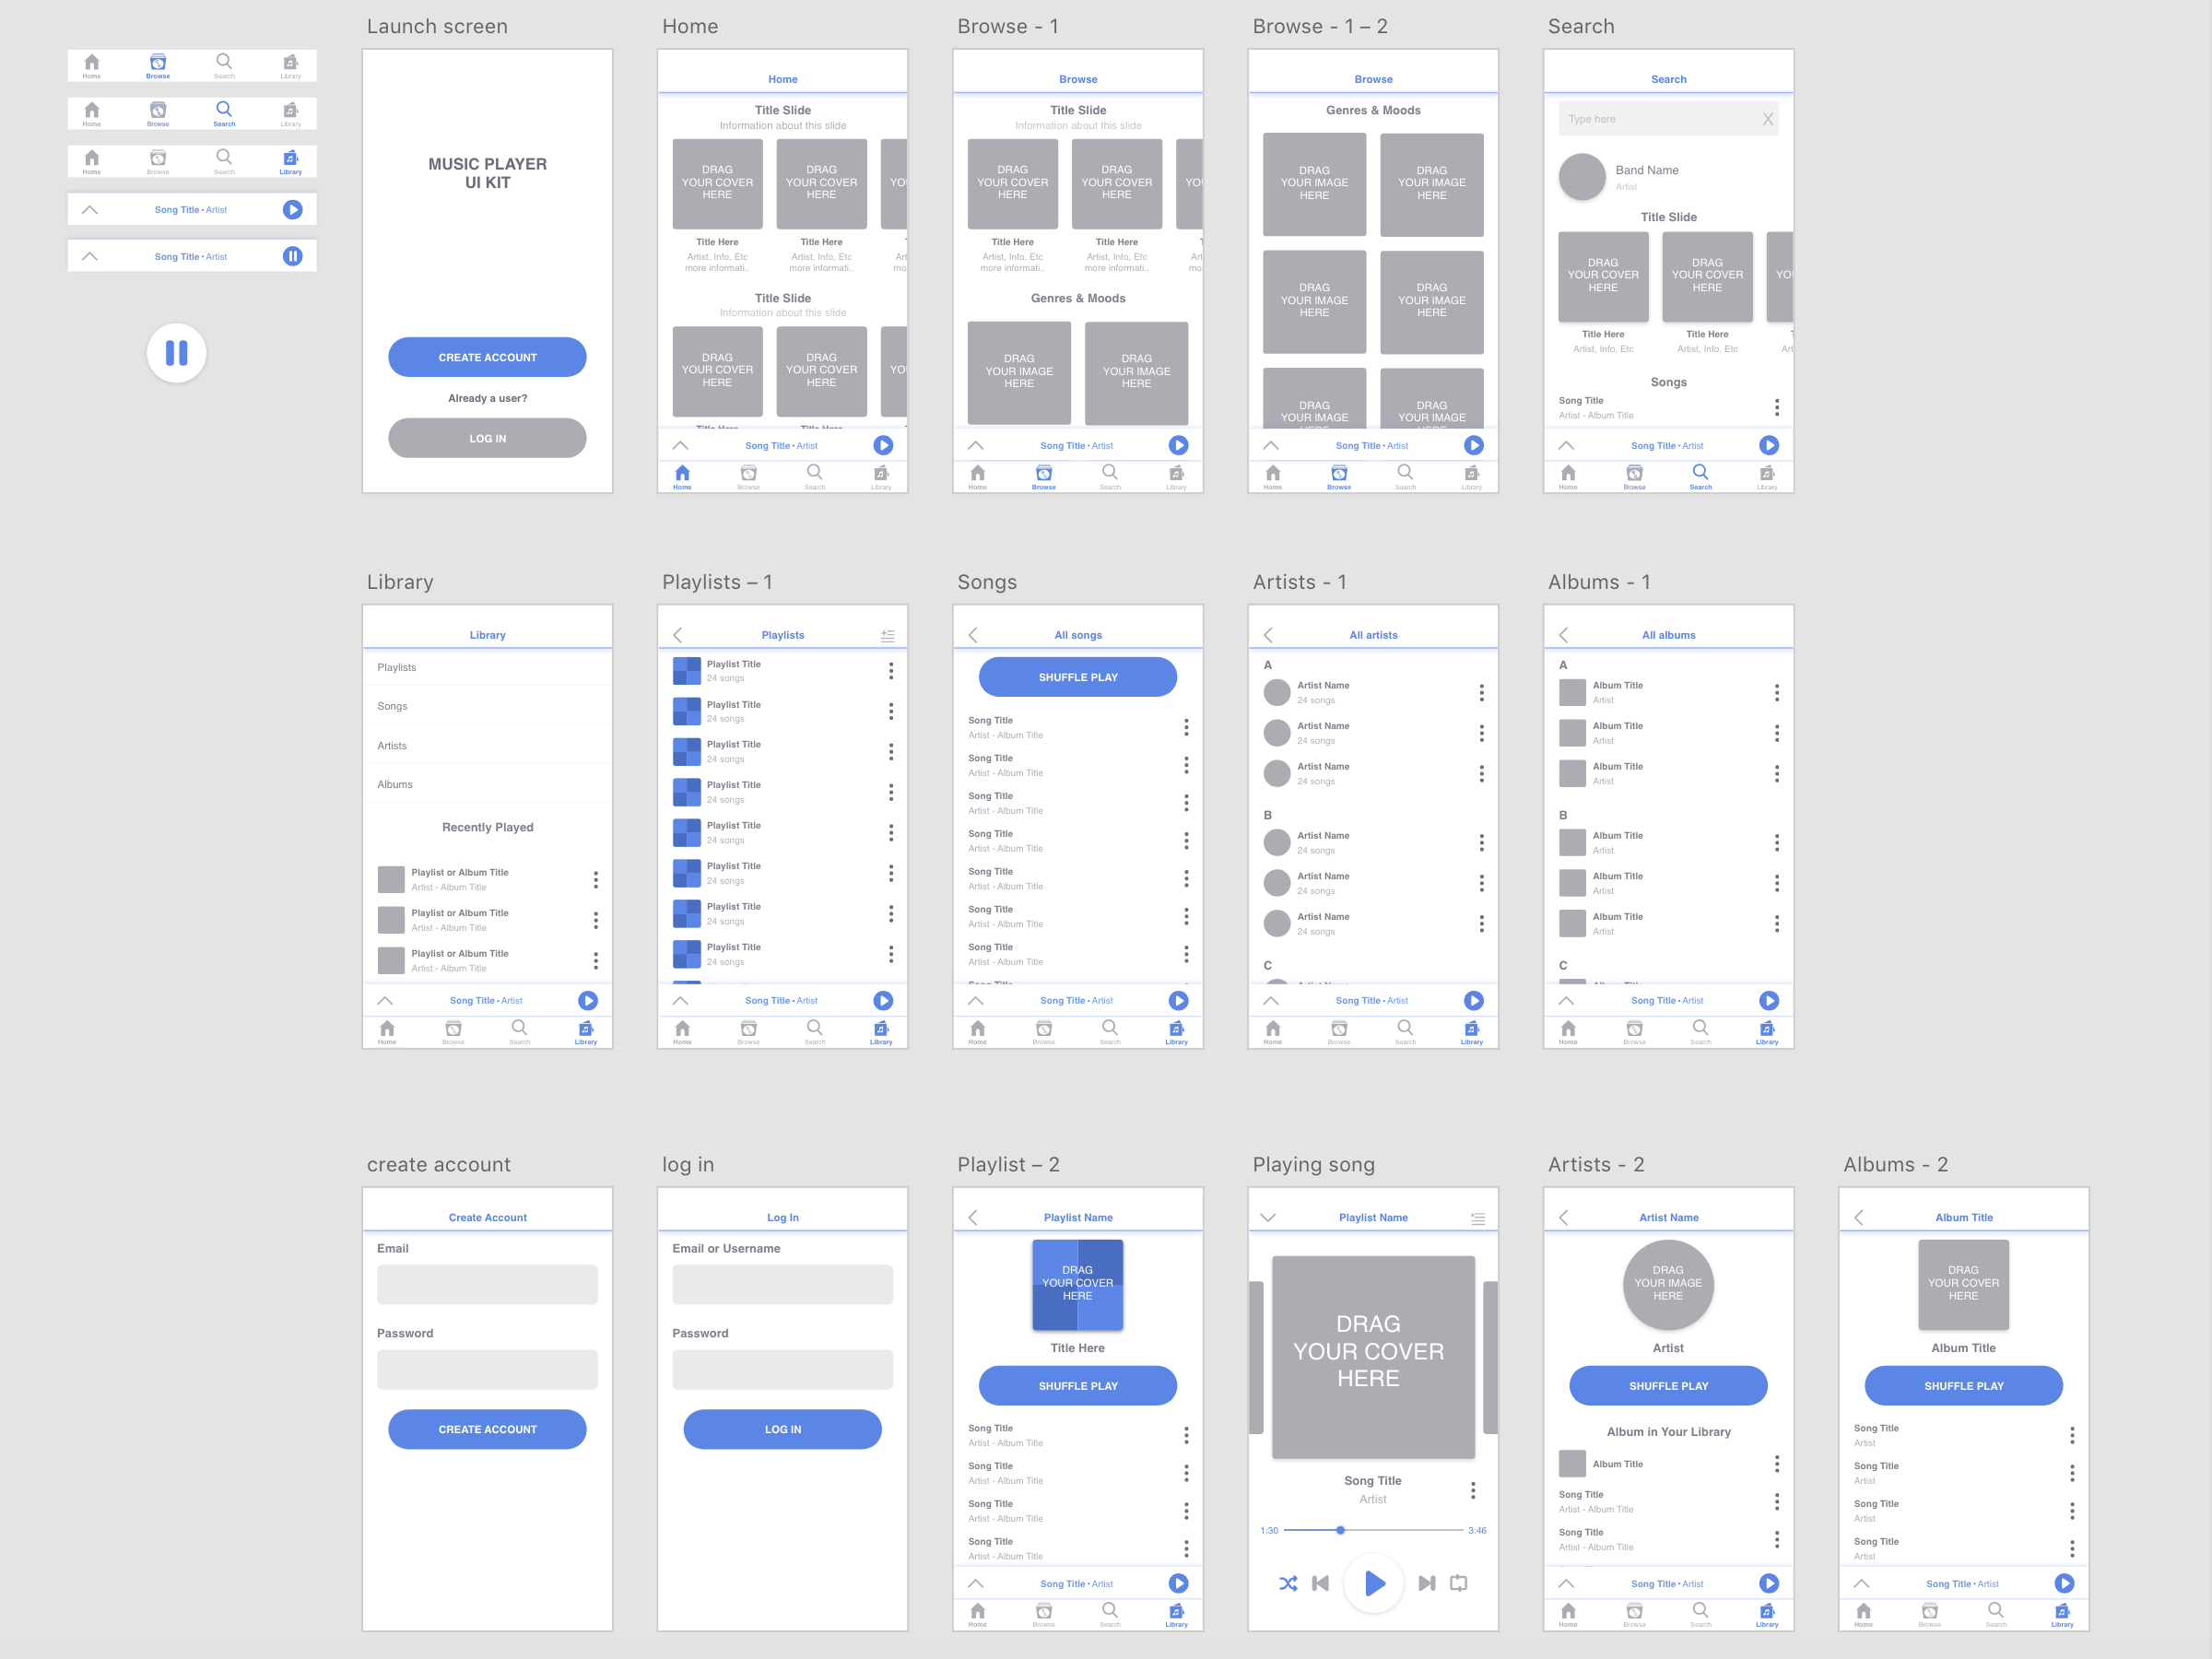 Launch screen
Home
Browse - 1
Browse - 1 – 2
Search
Home Browse Search Library
Home Browse Search Library
Home Browse Search Library
Song Title • Artist
Song Title • Artist
MUSIC PLAYER
UI KIT
CREATE ACCOUNT
Already a user?
LOG IN
Home
Title Slide
Information about this slide
DRAG
YOUR COVER
HERE
DRAG
YOUR COVER
HERE
YO
Title Here
Artist, Info, Etc
more informati..
Title Here
Artist, Info, Etc
more informati..
T
Art
mo
Title Slide
Information about this slide
DRAG
YOUR COVER
HERE
DRAG
YOUR COVER
HERE
YO
Title Here
Title Here
Song Title • Artist
Home Browse Search Library
Browse
Title Slide
Information about this slide
DRAG
YOUR COVER
HERE
DRAG
YOUR COVER
HERE
YO
Title Here
Artist, Info, Etc
more informati..
Title Here
Artist, Info, Etc
more informati..
T
Art
mo
Genres & Moods
DRAG
YOUR IMAGE
HERE
DRAG
YOUR IMAGE
HERE
Song Title • Artist
Home Browse Search Library
Browse
Genres & Moods
DRAG
YOUR IMAGE
HERE
DRAG
YOUR IMAGE
HERE
DRAG
YOUR IMAGE
HERE
DRAG
YOUR IMAGE
HERE
DRAG
YOUR IMAGE
HERE
DRAG
YOUR IMAGE
HERE
Song Title • Artist
Home Browse Search Library
Search
Type here X
Band Name
Artist
Title Slide
DRAG
YOUR COVER
HERE
DRAG
YOUR COVER
HERE
YO
Title Here
Artist, Info, Etc
Title Here
Artist, Info, Etc
T
Art
Songs
Song Title
Artist - Album Title
Song Title • Artist
Home Browse Search Library
Library
Playlists – 1
Songs
Artists - 1
Albums - 1
Library
Playlists
Songs
Artists
Albums
Recently Played
Playlist or Album Title
Artist - Album Title
Playlist or Album Title
Artist - Album Title
Playlist or Album Title
Artist - Album Title
Song Title • Artist
Home Browse Search Library
Playlists
Playlist Title
24 songs
Playlist Title
24 songs
Playlist Title
24 songs
Playlist Title
24 songs
Playlist Title
24 songs
Playlist Title
24 songs
Playlist Title
24 songs
Playlist Title
24 songs
Song Title • Artist
Home Browse Search Library
All songs
SHUFFLE PLAY
Song Title
Artist - Album Title
Song Title
Artist - Album Title
Song Title
Artist - Album Title
Song Title
Artist - Album Title
Song Title
Artist - Album Title
Song Title
Artist - Album Title
Song Title
Artist - Album Title
Song Title • Artist
Home Browse Search Library
All artists
A
Artist Name
24 songs
Artist Name
24 songs
Artist Name
24 songs
B
Artist Name
24 songs
Artist Name
24 songs
Artist Name
24 songs
C
Song Title • Artist
Home Browse Search Library
All albums
A
Album Title
Artist
Album Title
Artist
Album Title
Artist
B
Album Title
Artist
Album Title
Artist
Album Title
Artist
C
Song Title • Artist
Home Browse Search Library
create account
log in
Playlist – 2
Playing song
Artists - 2
Albums - 2
Create Account
Email
Password
CREATE ACCOUNT
Log In
Email or Username
Password
LOG IN
Playlist Name
DRAG
YOUR COVER
HERE
Title Here
SHUFFLE PLAY
Song Title
Artist - Album Title
Song Title
Artist - Album Title
Song Title
Artist - Album Title
Song Title
Artist - Album Title
Song Title • Artist
Home Browse Search Library
Playlist Name
DRAG
YOUR COVER
HERE
Song Title
Artist
1:30 3:46
Artist Name
DRAG
YOUR IMAGE
HERE
Artist
SHUFFLE PLAY
Album in Your Library
Album Title
Song Title
Artist - Album Title
Song Title
Artist - Album Title
Song Title • Artist
Home Browse Search Library
Album Title
DRAG
YOUR COVER
HERE
Album Title
SHUFFLE PLAY
Song Title
Artist
Song Title
Artist
Song Title
Artist
Song Title
Artist
Song Title • Artist
Home Browse Search Library